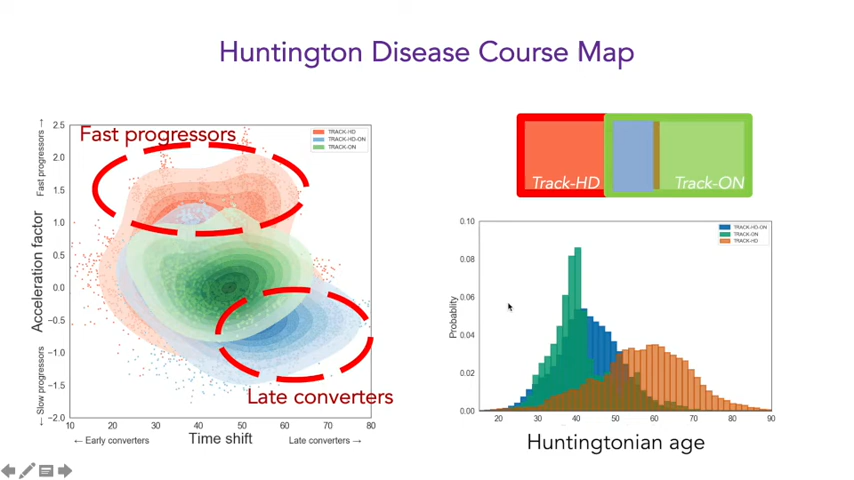 Huntington Disease Course Map
Fast progressors
TRACK-HD
TRACK-HD-ON
TRACK-ON
Fast progressors →
Acceleration factor
← Slow progressors
2.5
2.0
1.5
1.0
0.5
0.0
−0.5
−1.0
−1.5
−2.0
Late converters
10 20 30 40 50 60 70 80
← Early converters Time shift Late converters →
Track-HD Track-ON
TRACK-HD-ON
TRACK-ON
TRACK-HD
Probablity
0.10
0.08
0.06
0.04
0.02
0.00
20 30 40 50 60 70 80 90
Huntingtonian age